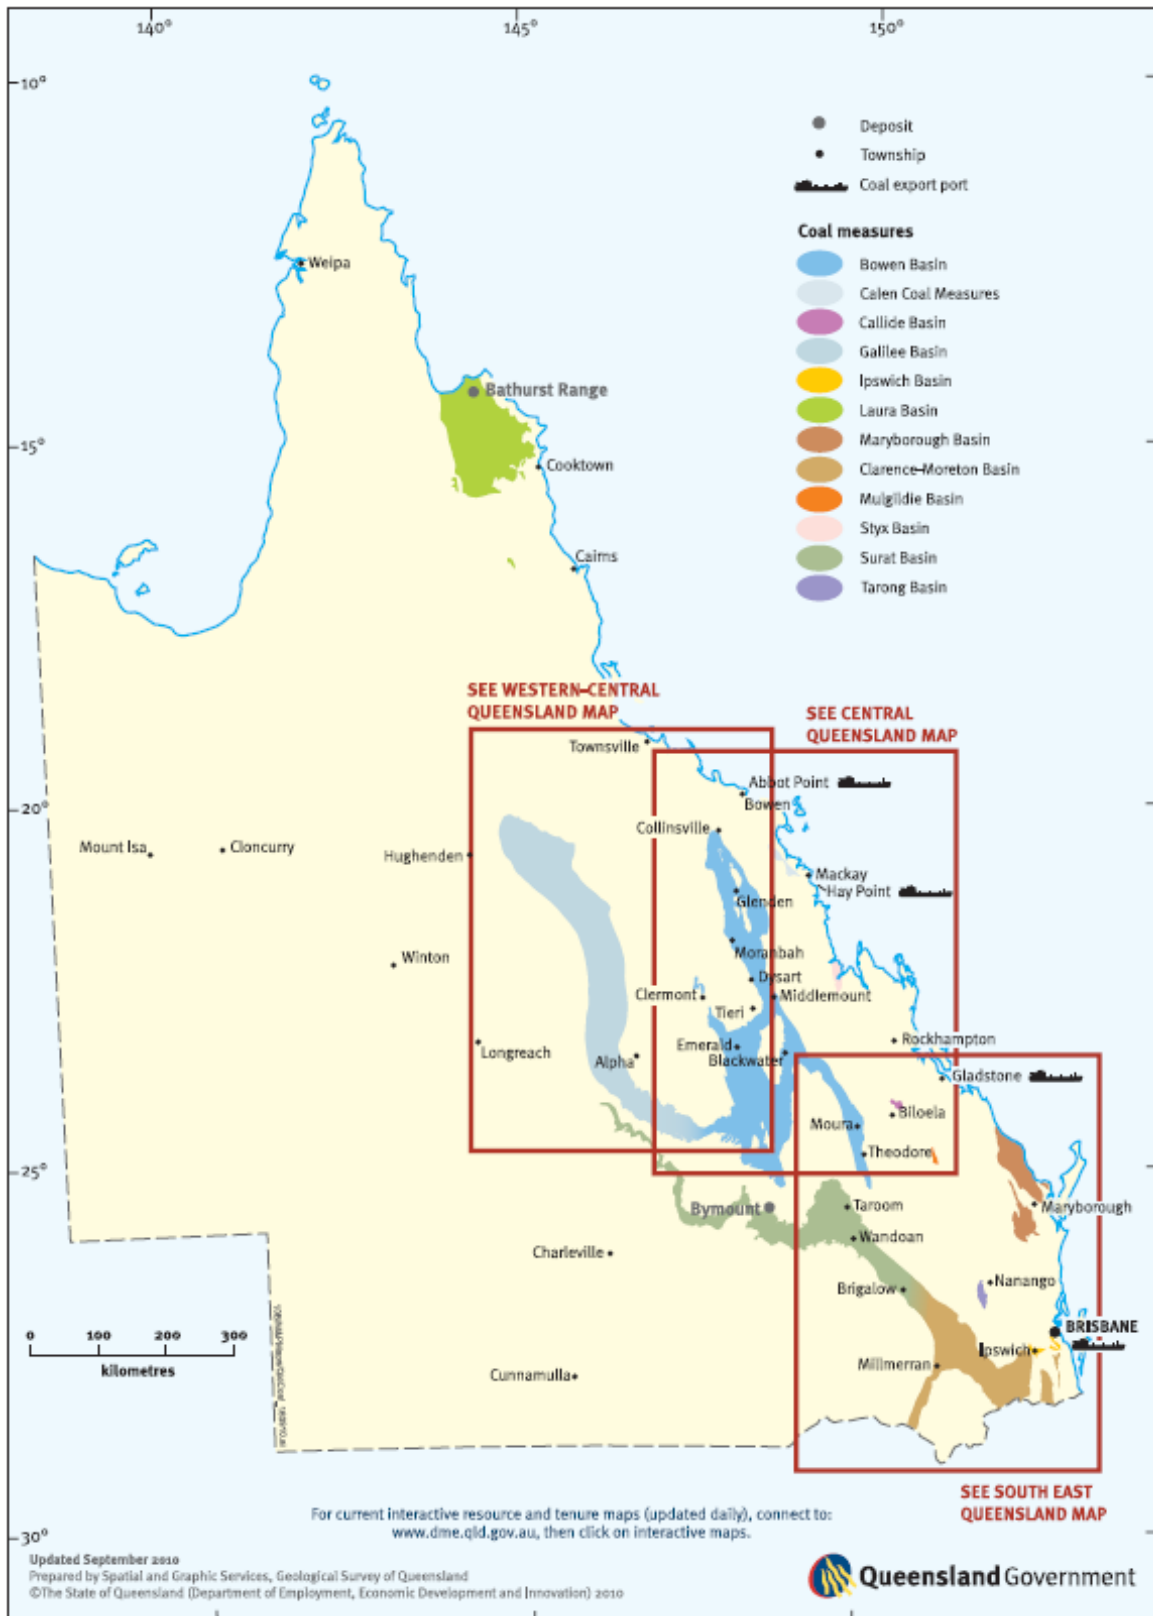 140°
145°
150°
10°
15°
20°
25°
30°
Deposit
Township
Coal export port
Coal measures
Bowen Basin
Calen Coal Measures
Callide Basin
Galilee Basin
Ipswich Basin
Laura Basin
Maryborough Basin
Clarence–Moreton Basin
Mulgildie Basin
Styx Basin
Surat Basin
Tarong Basin
Weipa
Bathurst Range
Cooktown
Cairns
SEE WESTERN–CENTRAL
QUEENSLAND MAP
SEE CENTRAL
QUEENSLAND MAP
Townsville
Abbot Point
Bowen
Collinsville
Mount Isa
Cloncurry
Hughenden
Mackay
Hay Point
Glenden
Winton
Moranbah
Dysart
Clermont
Middlemount
Tieri
Longreach
Alpha
Emerald
Blackwater
Rockhampton
Gladstone
Biloela
Moura
Theodore
Bymount
Taroom
Maryborough
Wandoan
Charleville
Brigalow
Nanango
BRISBANE
Ipswich
Millmerran
Cunnamulla
0 100 200 300
kilometres
SEE SOUTH EAST
QUEENSLAND MAP
For current interactive resource and tenure maps (updated daily), connect to:
www.dme.qld.gov.au, then click on interactive maps.
Updated September 2010
Prepared by Spatial and Graphic Services, Geological Survey of Queensland
©The State of Queensland (Department of Employment, Economic Development and Innovation) 2010
Queensland Government